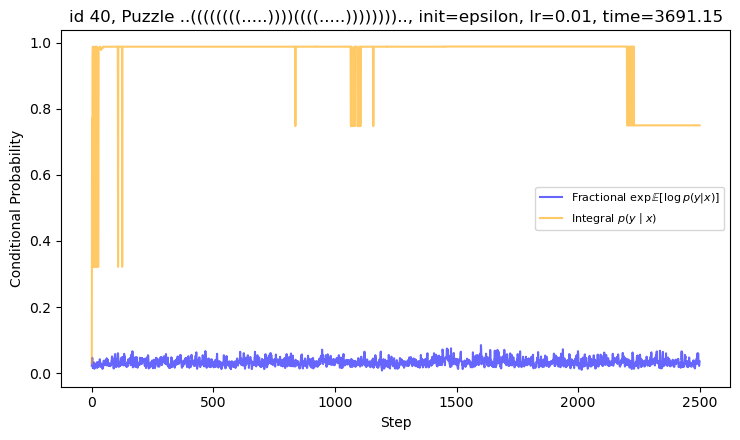 id 40, Puzzle ..((((((((.....))))((((.....)))))))).., init=epsilon, lr=0.01, time=3691.15
Conditional Probability
1.0
0.8
0.6
0.4
0.2
0.0
Fractional exp𝔼[log p(y|x)]
Integral p(y | x)
0 500 1000 1500 2000 2500
Step